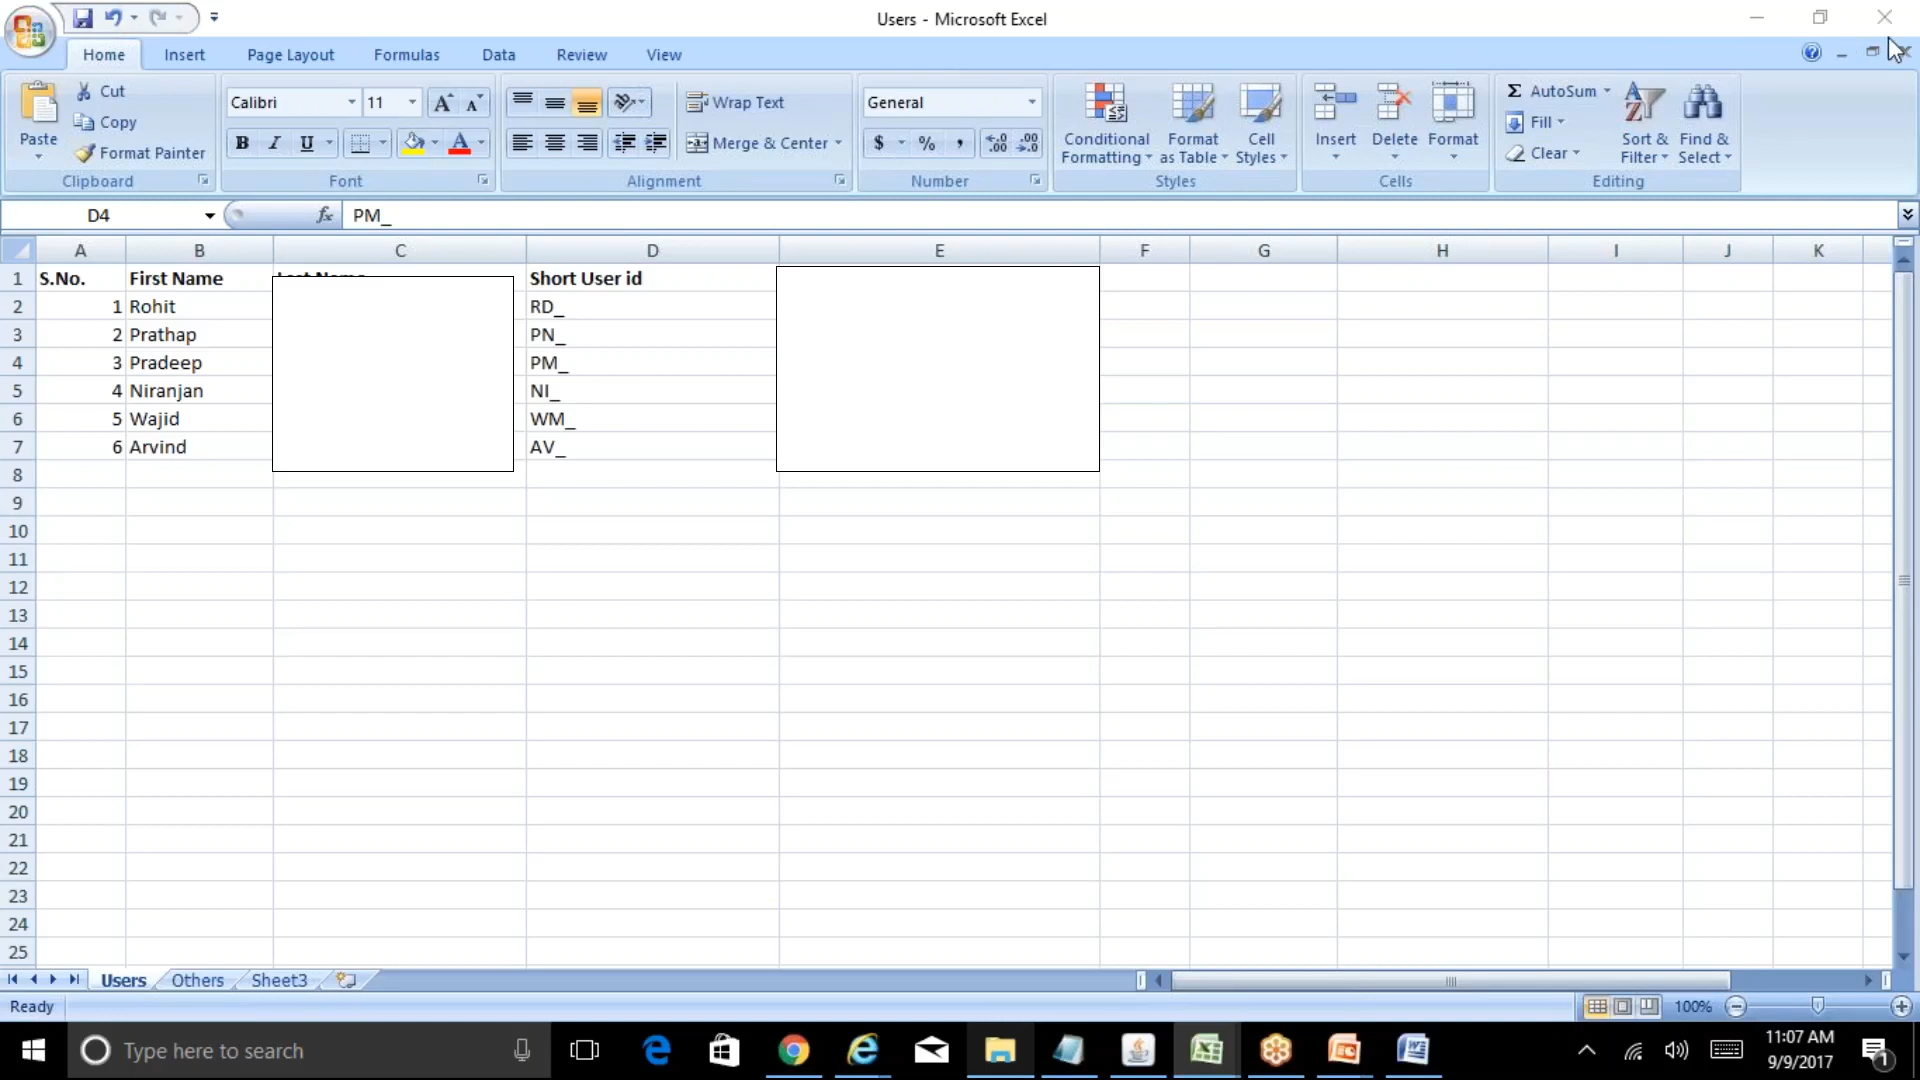 Users - Microsoft Excel
Home Insert Page Layout Formulas Data Review View
Cut
Copy
Format Painter
Paste
Clipboard
Calibri 11
B I U
Font
Wrap Text
Merge & Center
Alignment
General
$ % ,
Number
Conditional Formatting
Format as Table
Cell Styles
Styles
Insert Delete Format
Cells
AutoSum
Fill
Clear
Sort & Filter
Find & Select
Editing
D4 fx PM_
A B C D E F G H I J K
1 S.No. First Name Last Name Short User id
2 1 Rohit RD_
3 2 Prathap PN_
4 3 Pradeep PM_
5 4 Niranjan NI_
6 5 Wajid WM_
7 6 Arvind AV_
8
9
10
11
12
13
14
15
16
17
18
19
20
21
22
23
24
25
Users Others Sheet3
Ready 100%
Type here to search
11:07 AM
9/9/2017
1